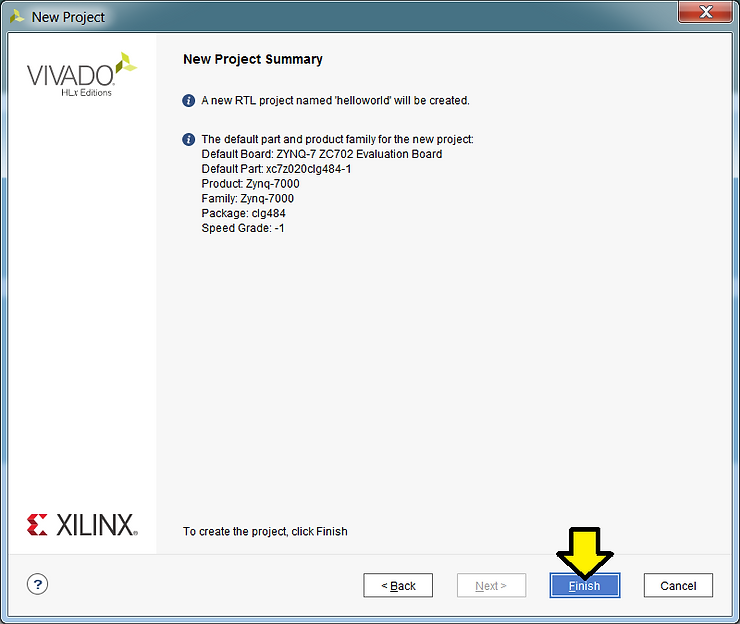 New Project
VIVADO
HLx Editions
New Project Summary
A new RTL project named 'helloworld' will be created.
The default part and product family for the new project:
Default Board: ZYNQ-7 ZC702 Evaluation Board
Default Part: xc7z020clg484-1
Product: Zynq-7000
Family: Zynq-7000
Package: clg484
Speed Grade: -1
XILINX
To create the project, click Finish
?
< Back
Next >
Finish
Cancel